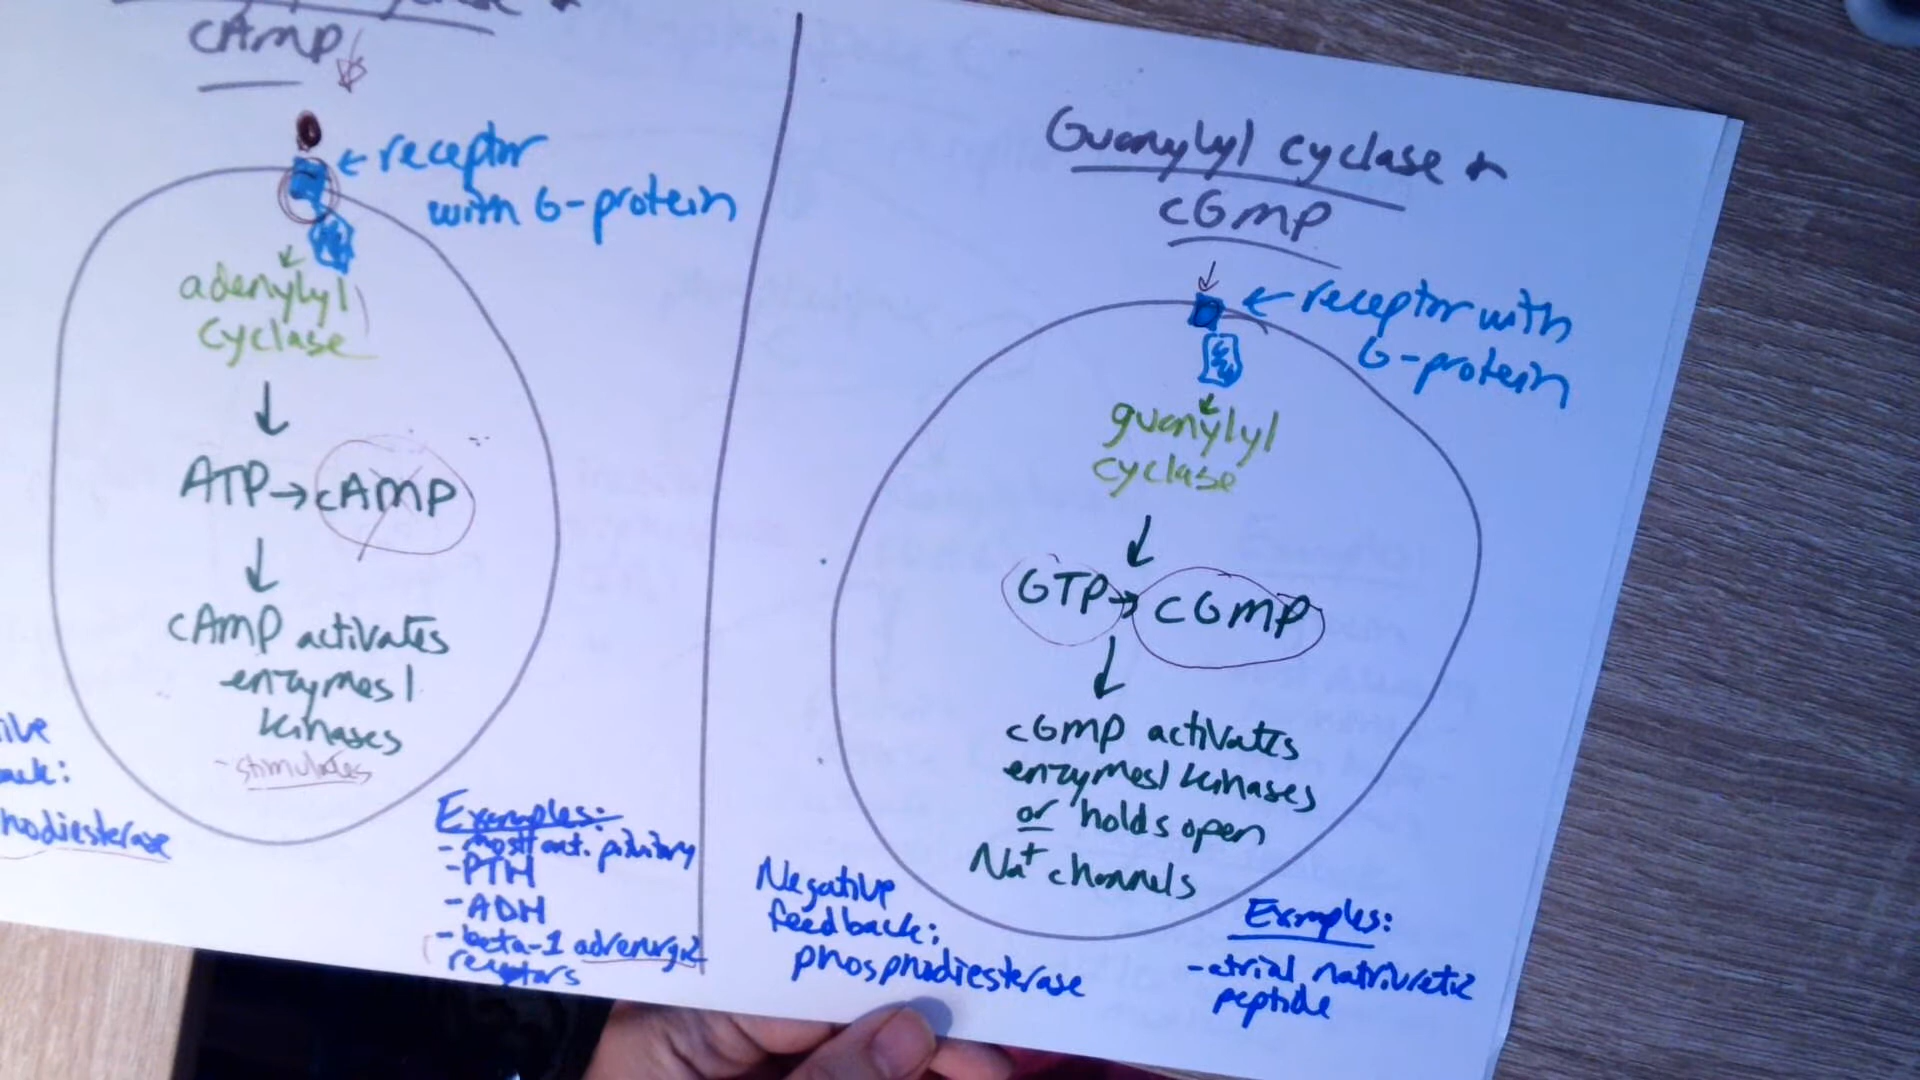 cAMP
← receptor
with G-protein
adenylyl
cyclase
ATP → cAMP
cAMP activates
enzymes/
kinases
- stimulates
Examples:
- most ant. pituitary
- PTH
- ADH
- beta-1 adrenergic
receptors
Guanylyl cyclase +
cGMP
← receptor with
G-protein
guanylyl
cyclase
GTP → cGMP
cGMP activates
enzymes/kinases
or holds open
Na+ channels
Negative
feedback:
phosphodiesterase
Examples:
- atrial natriuretic
peptide